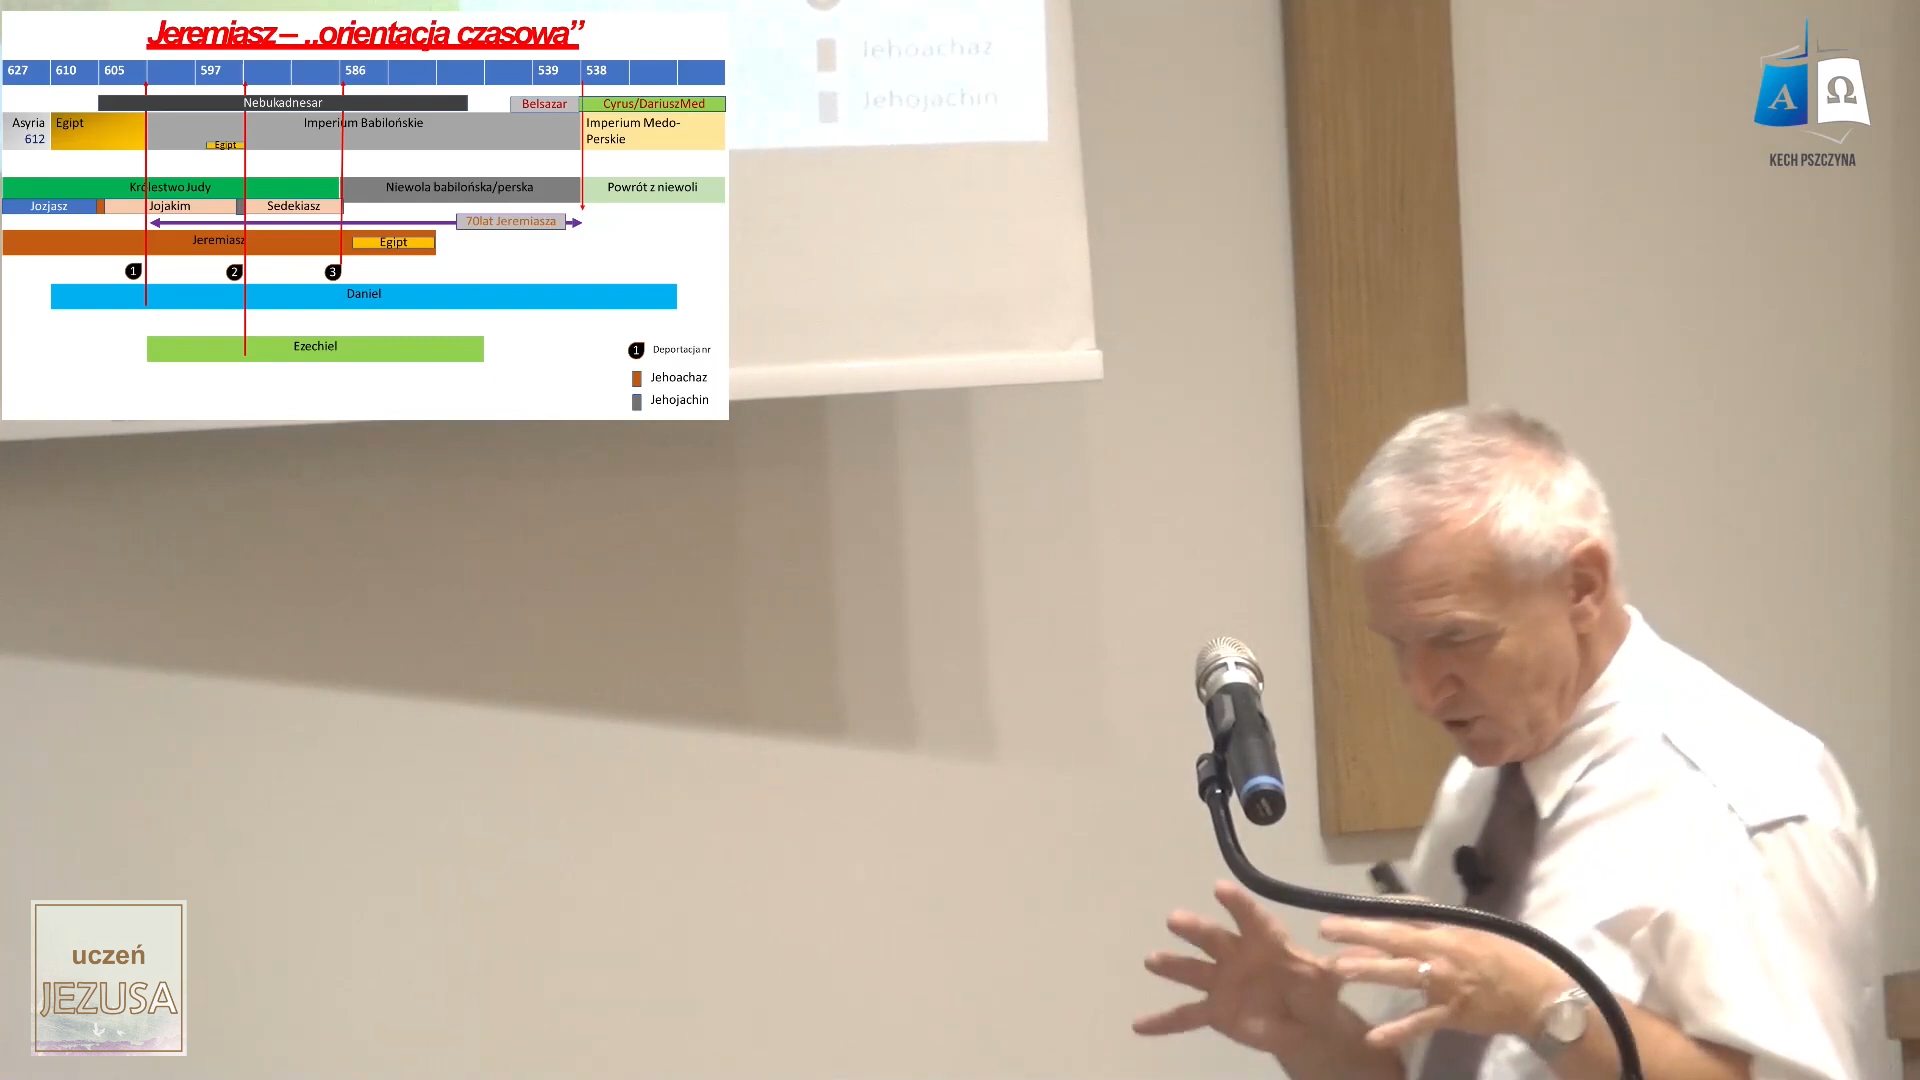 Jeremiasz – „orientacja czasowa”
627 610 605 597 586 539 538
Nebukadnesar Belsazar Cyrus/DariuszMed
Asyria
612
Egipt
Imperium Babilońskie
Egipt
Imperium Medo-
Perskie
Królestwo Judy Niewola babilońska/perska Powrót z niewoli
Jozjasz Jojakim Sedekiasz
70lat Jeremiasza
Jeremiasz Egipt
1 2 3
Daniel
Ezechiel
1 Deportacja nr
Jehoachaz
Jehojachin
Jehoachaz
Jehojachin
A Ω
KECH PSZCZYNA
uczeń
JEZUSA